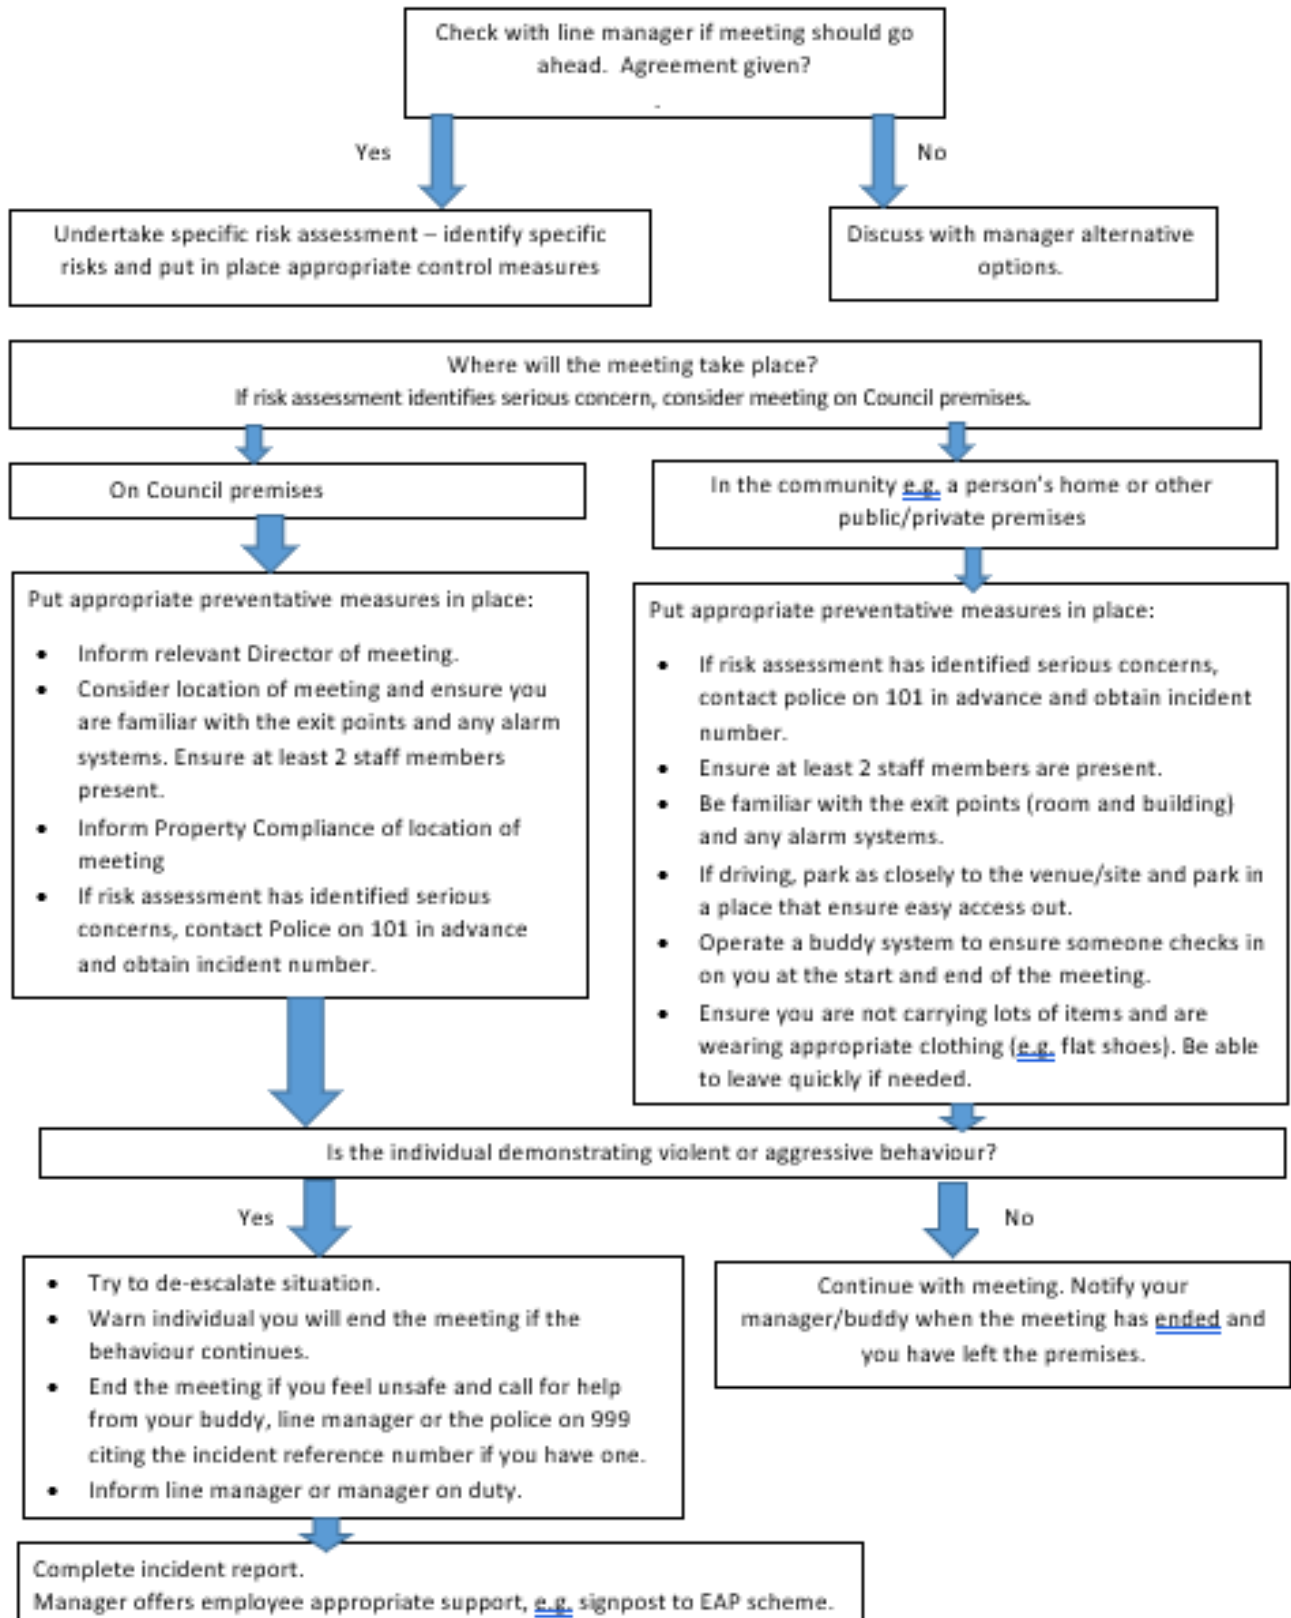 Check with line manager if meeting should go
ahead. Agreement given?
.
Yes
No
Undertake specific risk assessment – identify specific
risks and put in place appropriate control measures
Discuss with manager alternative
options.
Where will the meeting take place?
If risk assessment identifies serious concern, consider meeting on Council premises.
On Council premises
In the community e.g. a person's home or other
public/private premises
Put appropriate preventative measures in place:
• Inform relevant Director of meeting.
• Consider location of meeting and ensure you
are familiar with the exit points and any alarm
systems. Ensure at least 2 staff members
present.
• Inform Property Compliance of location of
meeting
• If risk assessment has identified serious
concerns, contact Police on 101 in advance
and obtain incident number.
Put appropriate preventative measures in place:
• If risk assessment has identified serious concerns,
contact police on 101 in advance and obtain incident
number.
• Ensure at least 2 staff members are present.
• Be familiar with the exit points (room and building)
and any alarm systems.
• If driving, park as closely to the venue/site and park in
a place that ensure easy access out.
• Operate a buddy system to ensure someone checks in
on you at the start and end of the meeting.
• Ensure you are not carrying lots of items and are
wearing appropriate clothing (e.g. flat shoes). Be able
to leave quickly if needed.
Is the individual demonstrating violent or aggressive behaviour?
Yes
No
• Try to de-escalate situation.
• Warn individual you will end the meeting if the
behaviour continues.
• End the meeting if you feel unsafe and call for help
from your buddy, line manager or the police on 999
citing the incident reference number if you have one.
• Inform line manager or manager on duty.
Continue with meeting. Notify your
manager/buddy when the meeting has ended and
you have left the premises.
Complete incident report.
Manager offers employee appropriate support, e.g. signpost to EAP scheme.